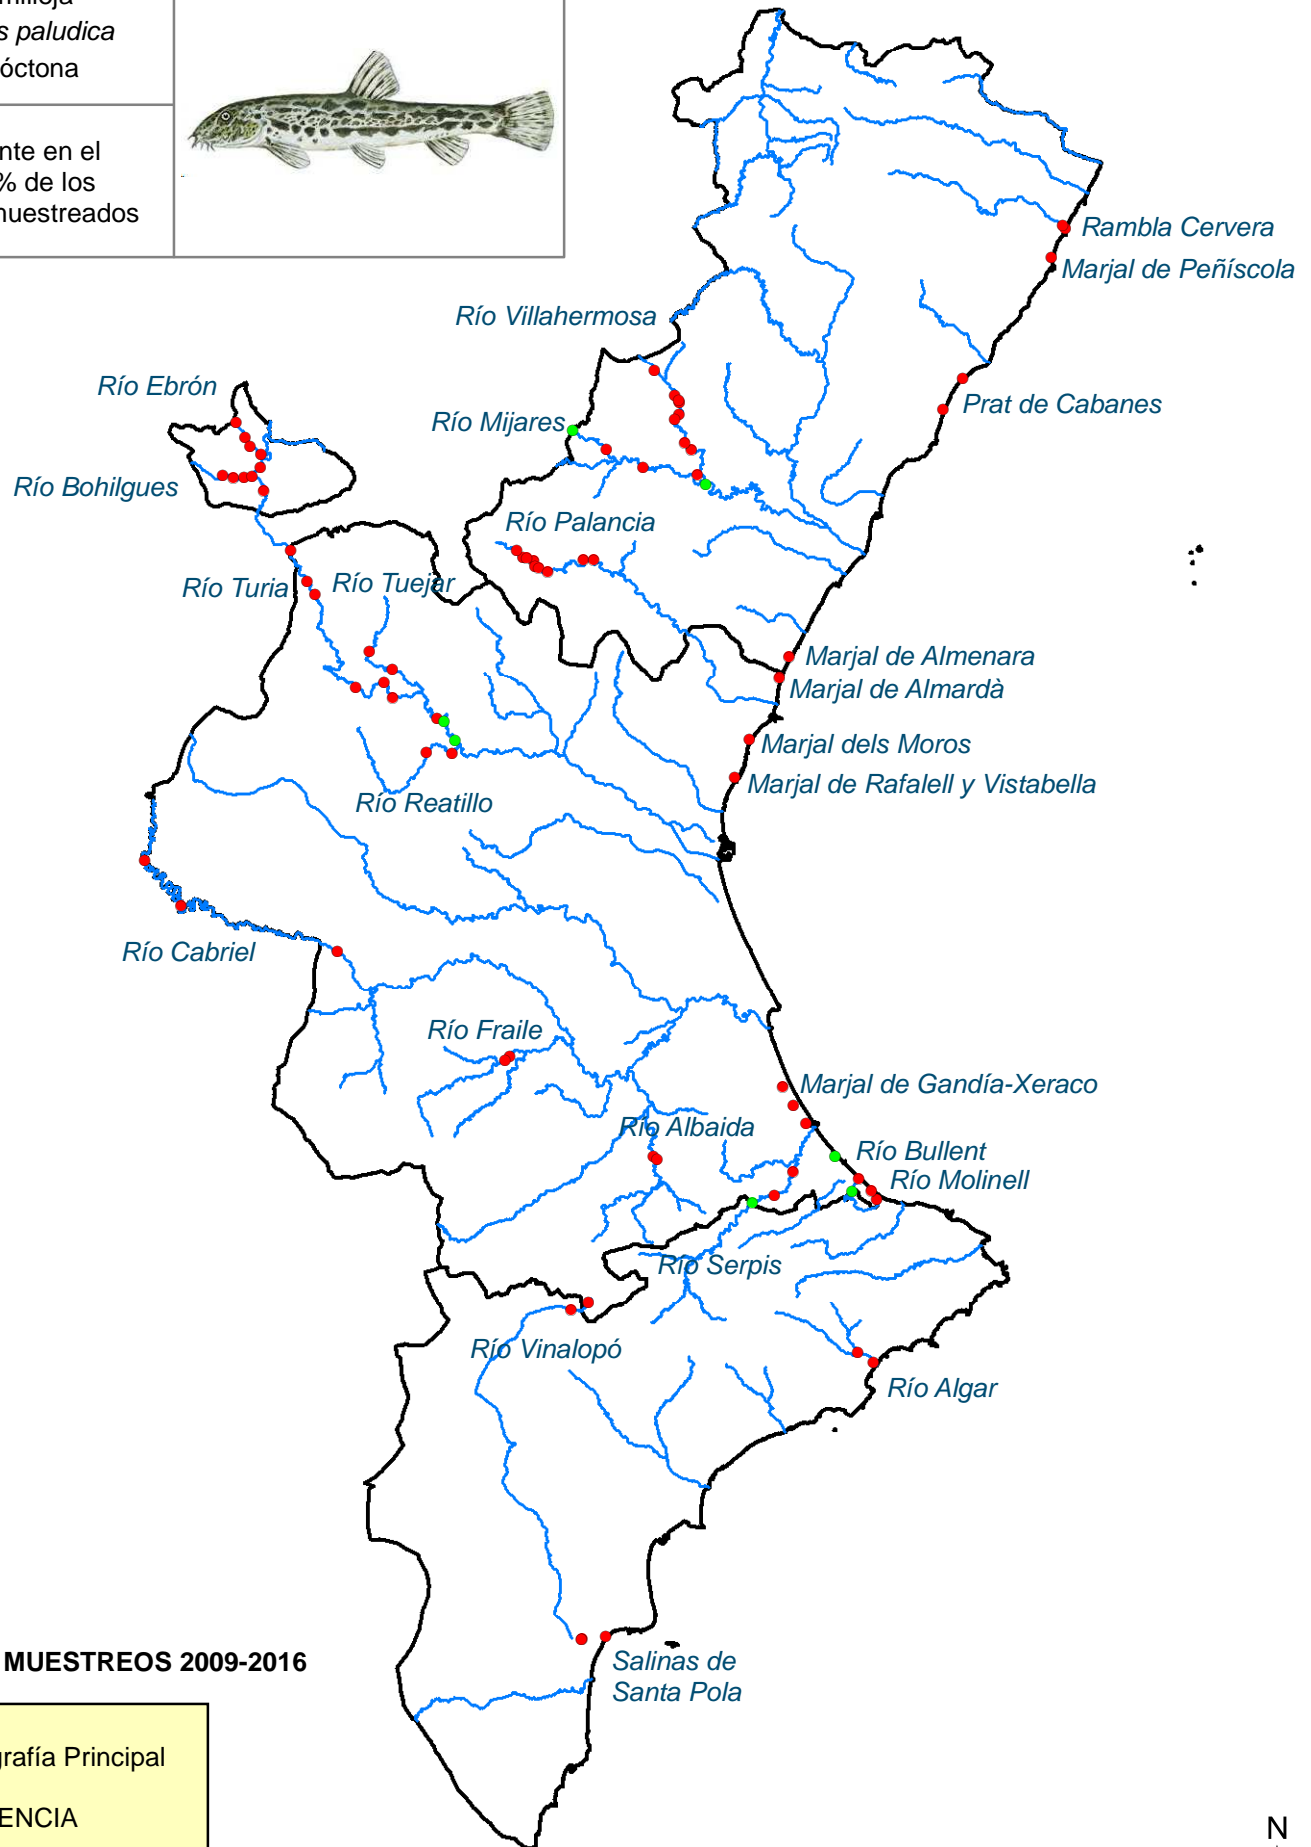 milloja
s paludica
óctona
nte en el
% de los
nuestreados
Rambla Cervera
Marjal de Peñíscola
Río Villahermosa
Río Ebrón
Río Mijares
Prat de Cabanes
Río Bohilgues
Río Palancia
Río Turia
Río Tuejar
Marjal de Almenara
Marjal de Almardà
Marjal dels Moros
Marjal de Rafalell y Vistabella
Río Reatillo
Río Cabriel
Río Fraile
Marjal de Gandía-Xeraco
Río Albaida
Río Bullent
Río Molinell
Río Serpis
Río Vinalopó
Río Algar
Salinas de
Santa Pola
MUESTREOS 2009-2016
grafía Principal
ENCIA
N